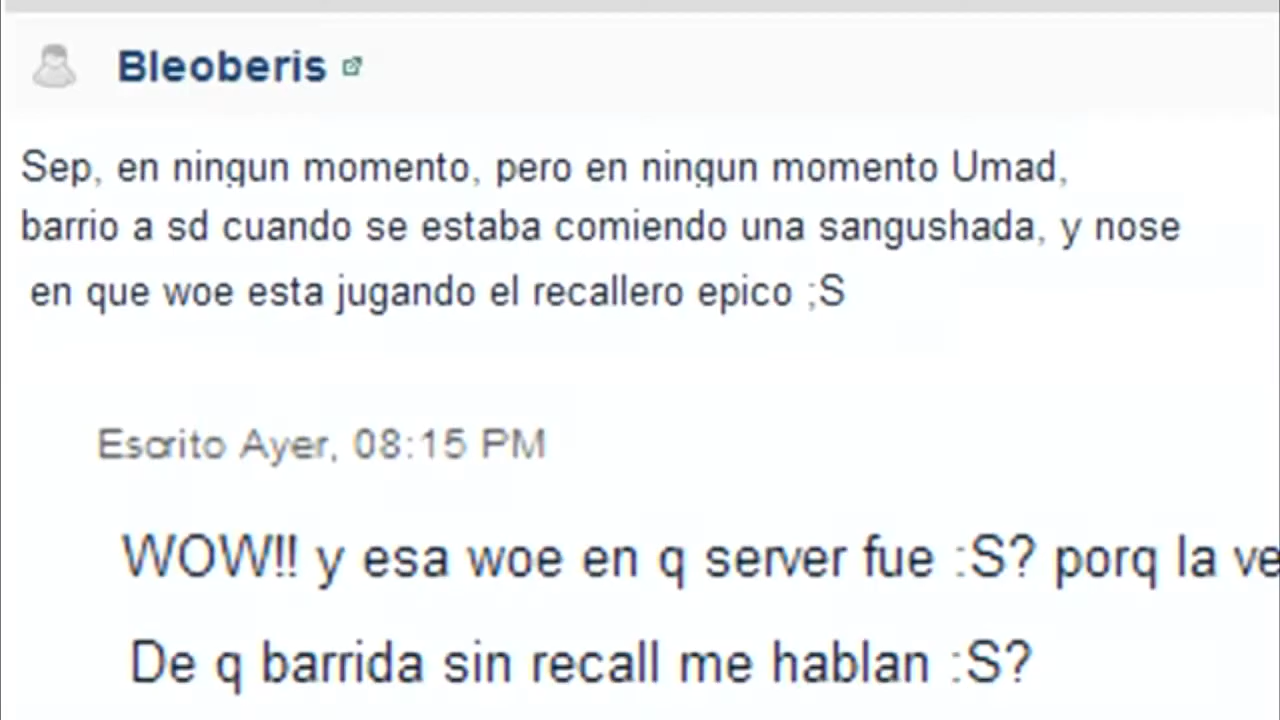 Bleoberis
Sep, en ningun momento, pero en ningun momento Umad,
barrio a sd cuando se estaba comiendo una sangushada, y nose
en que woe esta jugando el recallero epico ;S
Escrito Ayer, 08:15 PM
WOW!! y esa woe en q server fue :S? porq la ve
De q barrida sin recall me hablan :S?